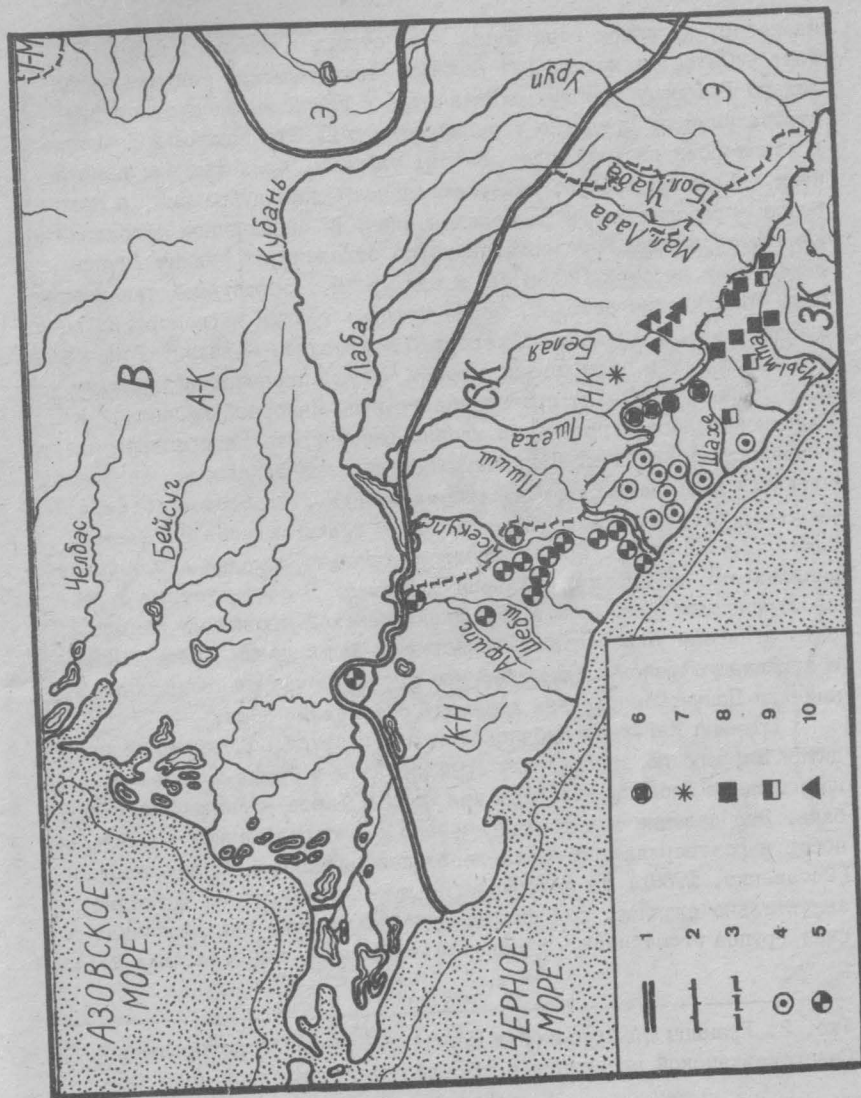 АЗОВСКОЕ
МОРЕ
ЧЕРНОЕ
МОРЕ
Челбас
Бейсуг
А-К
В
Кубань
Лаба
Уруп
Э
Э
Бол. Лаба
Мал. Лаба
Белая
СК
НК
Пшеха
Пшиш
Псекупс
Шебш
Афипс
КН
Шахе
Мзымта
ЗК
1
2
3
4
5
6
7
8
9
10